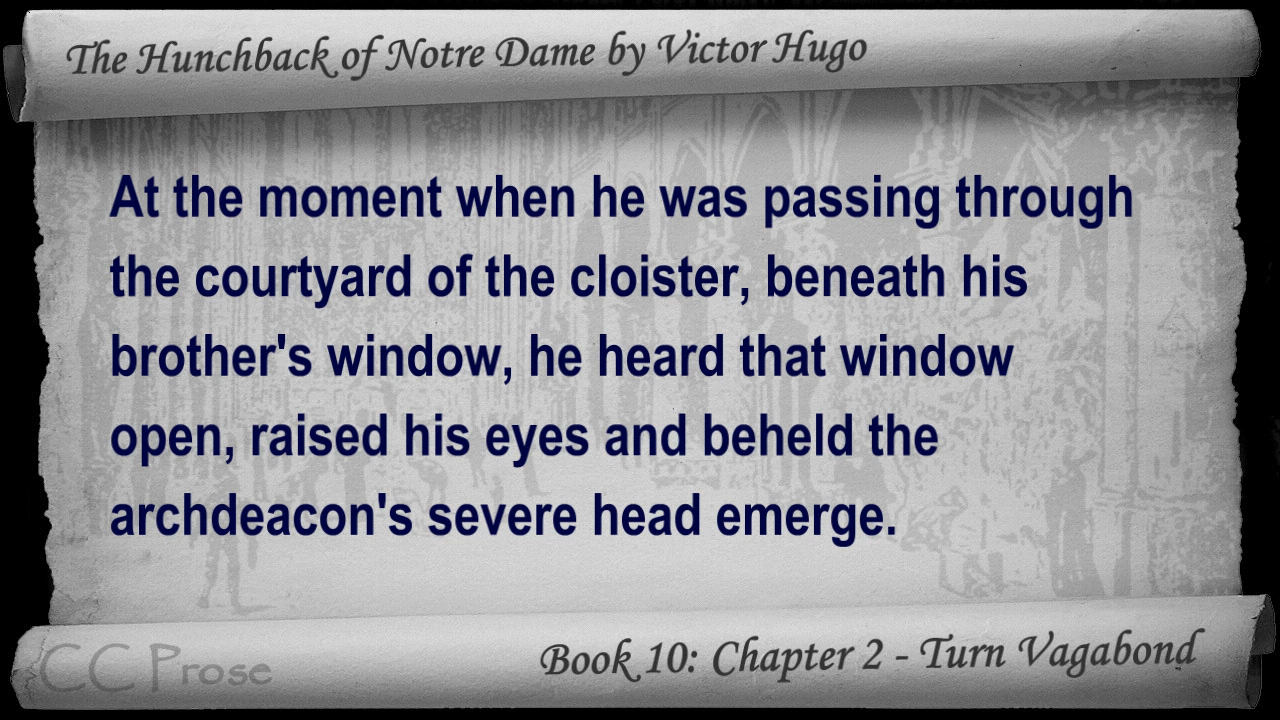 The Hunchback of Notre Dame by Victor Hugo
At the moment when he was passing through
the courtyard of the cloister, beneath his
brother's window, he heard that window
open, raised his eyes and beheld the
archdeacon's severe head emerge.
CC Prose
Book 10: Chapter 2 - Turn Vagabond